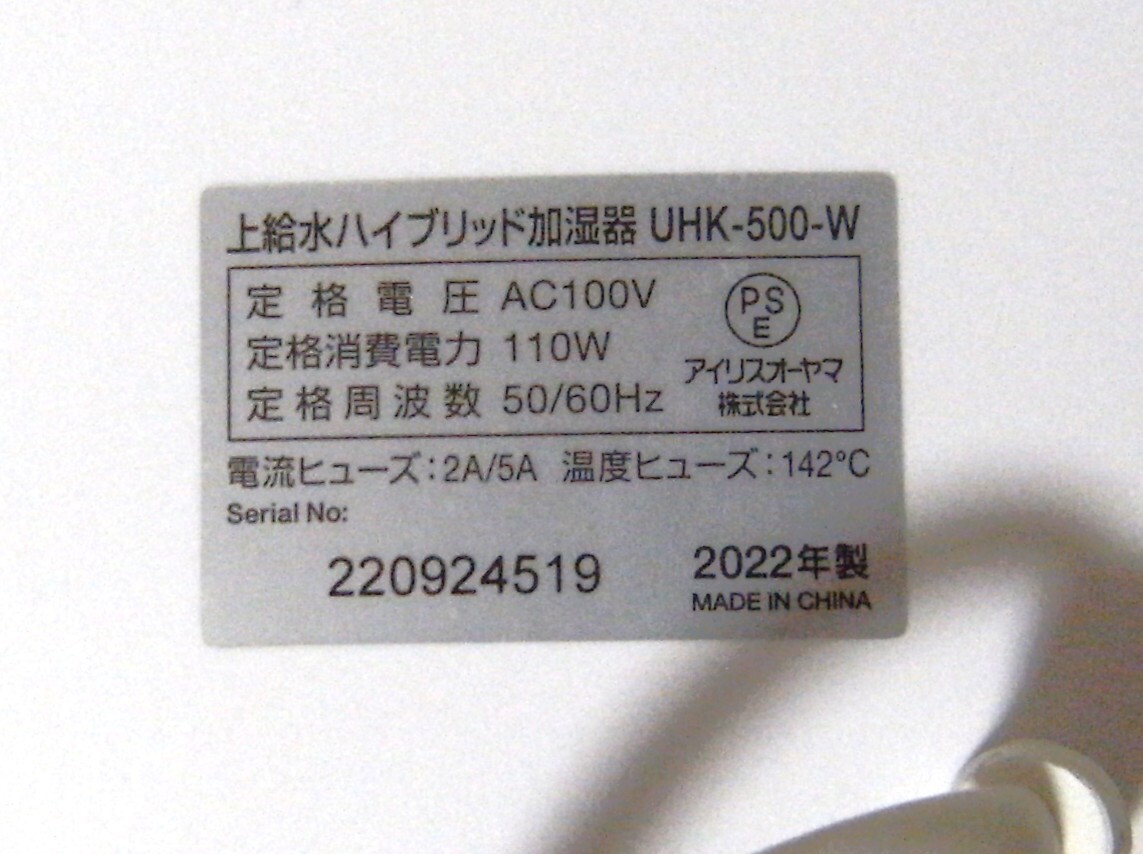 上給水ハイブリッド加湿器 UHK-500-W
定格電圧 AC100V
定格消費電力 110W
定格周波数 50/60Hz
PS
E
アイリスオーヤマ
株式会社
電流ヒューズ：2A/5A 温度ヒューズ：142℃
Serial No:
220924519
2022年製
MADE IN CHINA